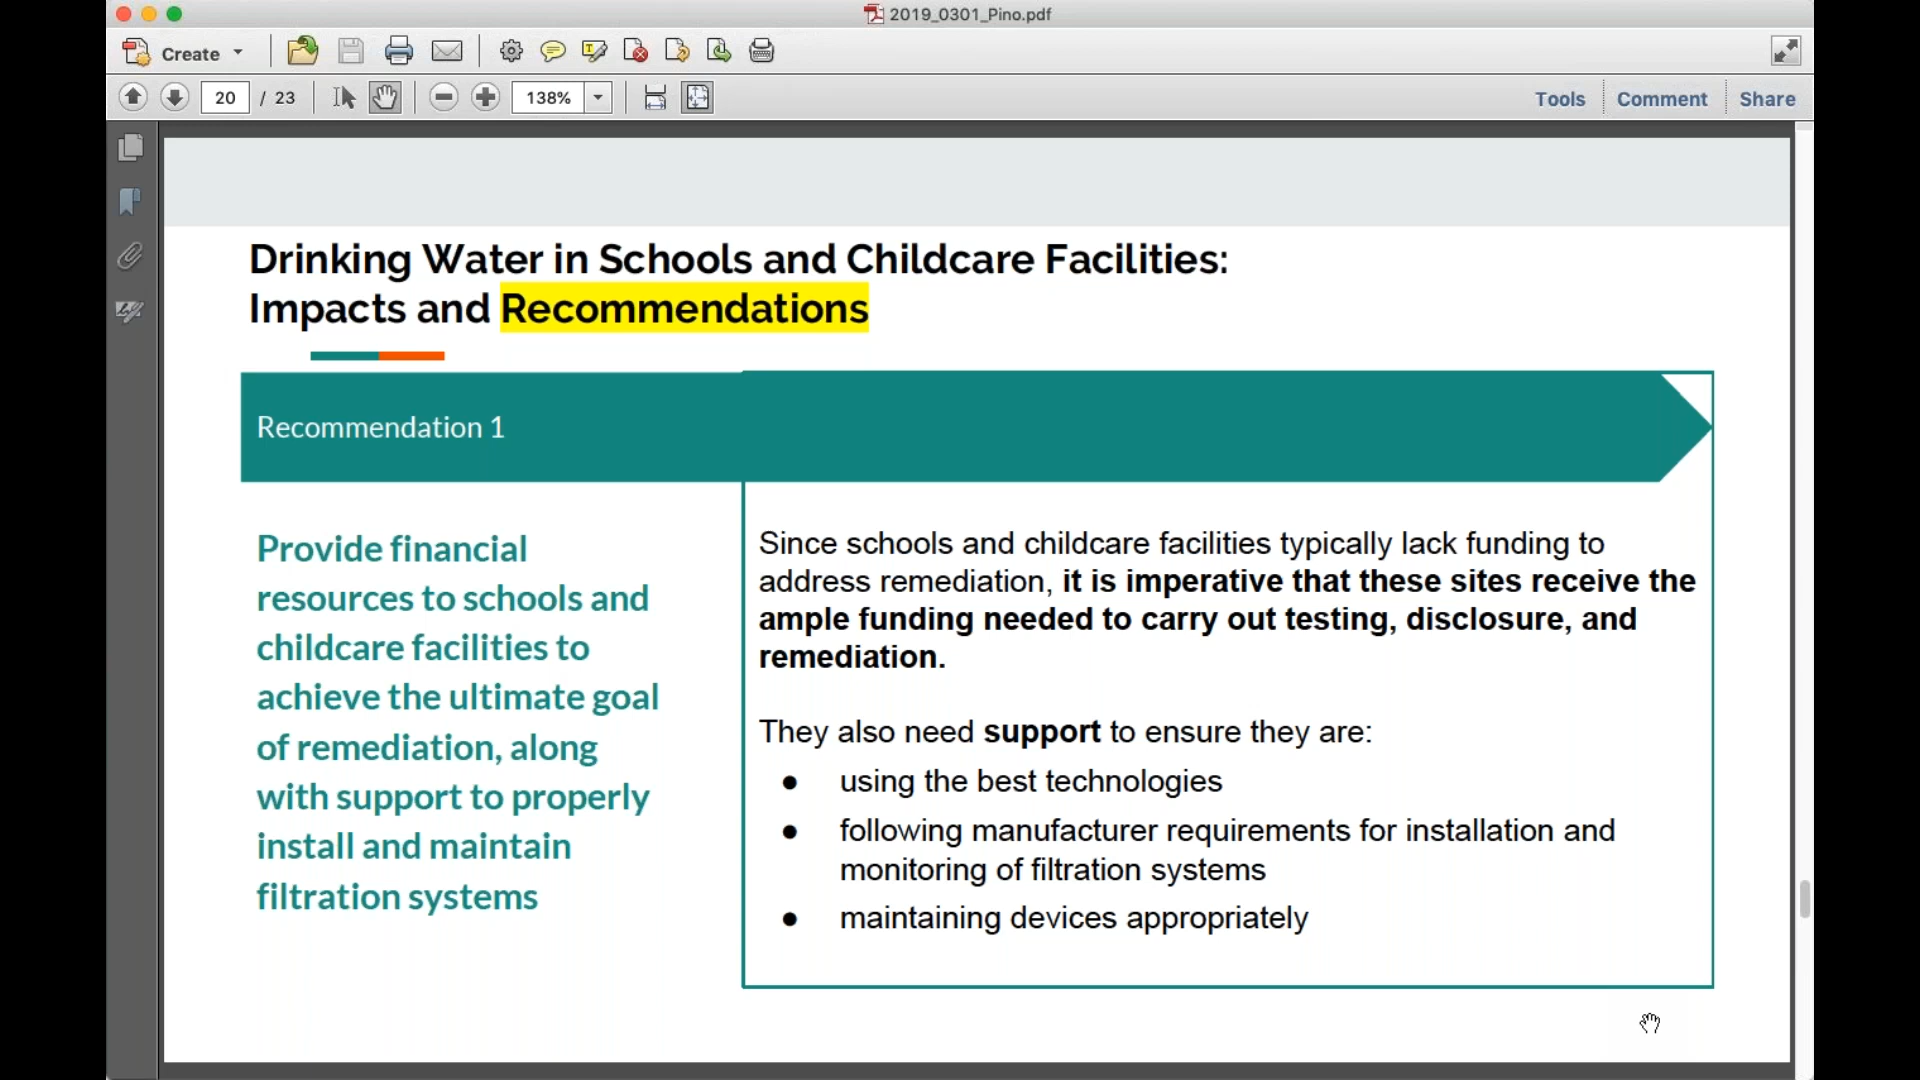 2019_0301_Pino.pdf
Create
20 / 23
138%
Tools
Comment
Share
Drinking Water in Schools and Childcare Facilities:
Impacts and Recommendations
Recommendation 1
Provide financial
resources to schools and
childcare facilities to
achieve the ultimate goal
of remediation, along
with support to properly
install and maintain
filtration systems
Since schools and childcare facilities typically lack funding to
address remediation, it is imperative that these sites receive the
ample funding needed to carry out testing, disclosure, and
remediation.
They also need support to ensure they are:
● using the best technologies
● following manufacturer requirements for installation and
monitoring of filtration systems
● maintaining devices appropriately